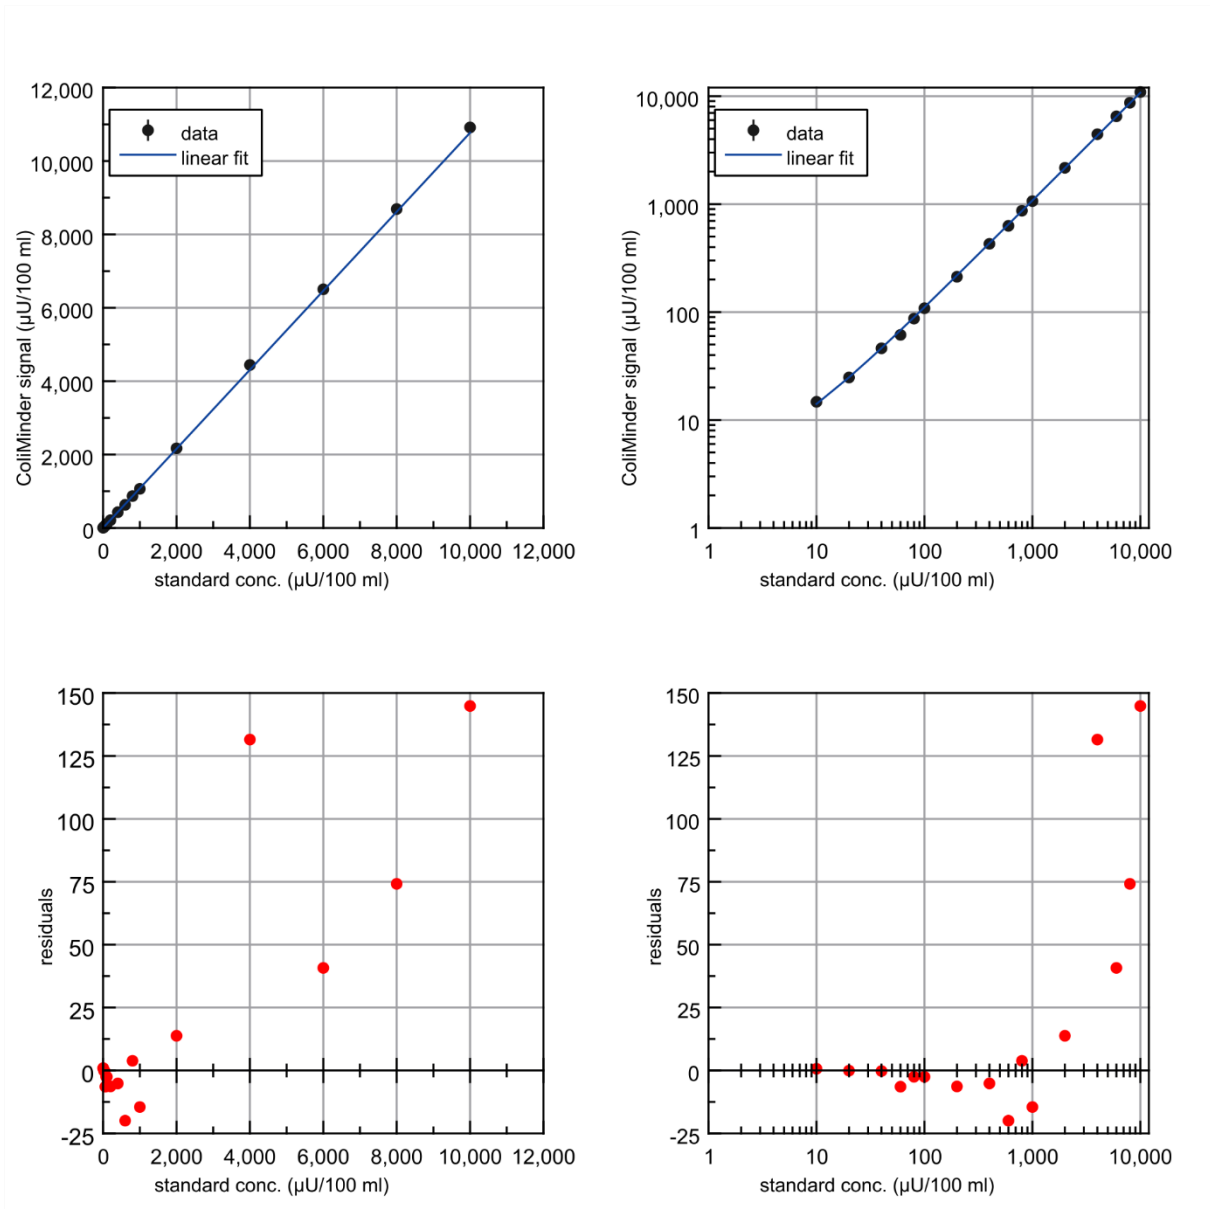 12,000
10,000
8,000
6,000
4,000
2,000
0
ColiMinder signal (µU/100 ml)
data
linear fit
0 2,000 4,000 6,000 8,000 10,000 12,000
standard conc. (µU/100 ml)
10,000
1,000
100
10
1
ColiMinder signal (µU/100 ml)
data
linear fit
1 10 100 1,000 10,000
standard conc. (µU/100 ml)
150
125
100
75
50
25
0
-25
residuals
0 2,000 4,000 6,000 8,000 10,000 12,000
standard conc. (µU/100 ml)
150
125
100
75
50
25
0
-25
residuals
1 10 100 1,000 10,000
standard conc. (µU/100 ml)